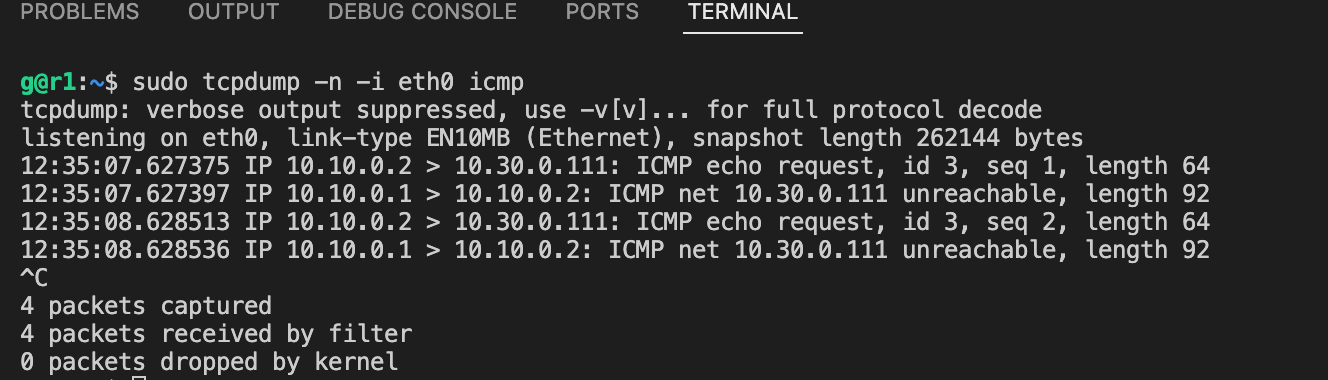 PROBLEMS OUTPUT DEBUG CONSOLE PORTS TERMINAL
g@r1:~$ sudo tcpdump -n -i eth0 icmp
tcpdump: verbose output suppressed, use -v[v]... for full protocol decode
listening on eth0, link-type EN10MB (Ethernet), snapshot length 262144 bytes
12:35:07.627375 IP 10.10.0.2 > 10.30.0.111: ICMP echo request, id 3, seq 1, length 64
12:35:07.627397 IP 10.10.0.1 > 10.10.0.2: ICMP net 10.30.0.111 unreachable, length 92
12:35:08.628513 IP 10.10.0.2 > 10.30.0.111: ICMP echo request, id 3, seq 2, length 64
12:35:08.628536 IP 10.10.0.1 > 10.10.0.2: ICMP net 10.30.0.111 unreachable, length 92
^C
4 packets captured
4 packets received by filter
0 packets dropped by kernel